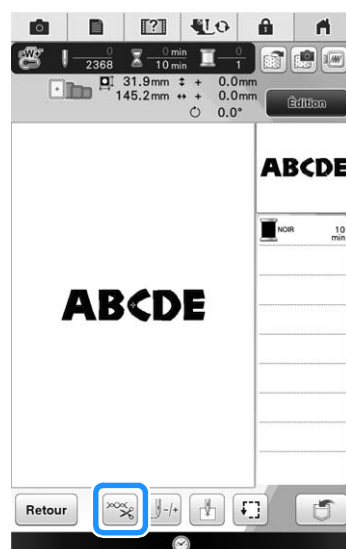 0 0 min 0
2368 10 min 1
31.9mm + 0.0mm
145.2mm + 0.0mm
0.0°
Édition
ABCDE
NOIR 10 min
ABCDE
Retour